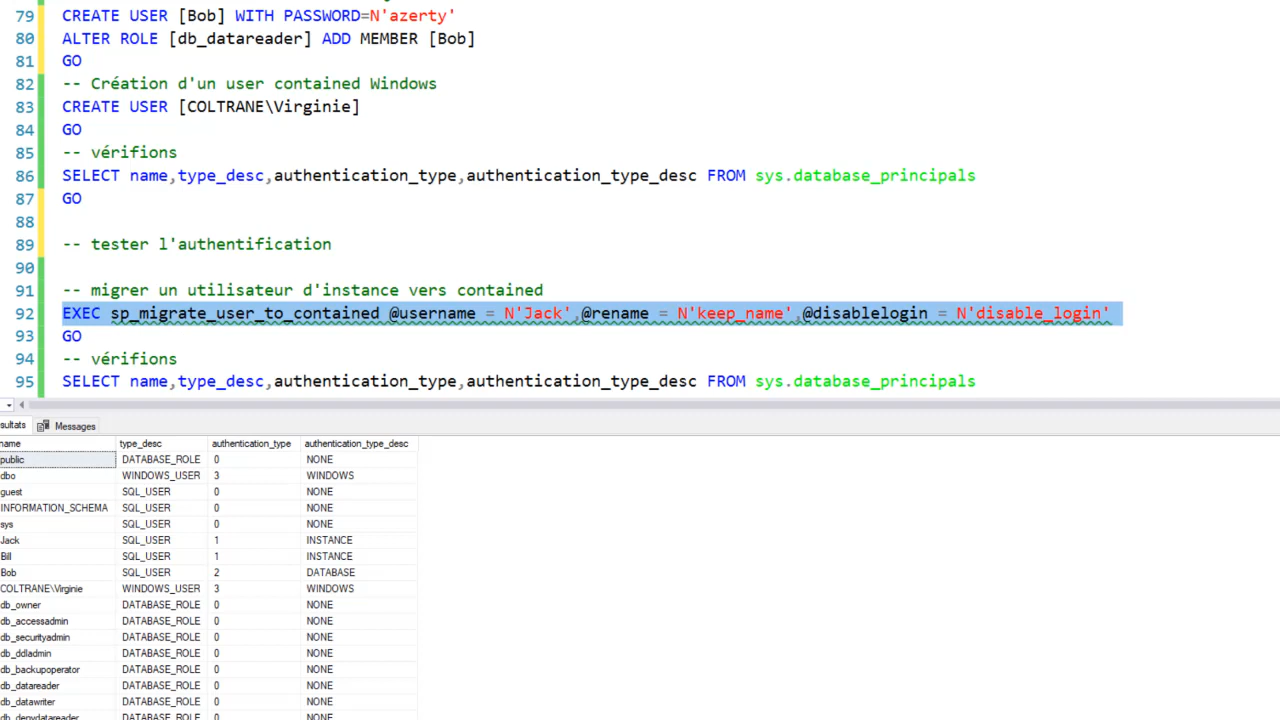 79 CREATE USER [Bob] WITH PASSWORD=N'azerty'
80 ALTER ROLE [db_datareader] ADD MEMBER [Bob]
81 GO
82 -- Création d'un user contained Windows
83 CREATE USER [COLTRANE\Virginie]
84 GO
85 -- vérifions
86 SELECT name,type_desc,authentication_type,authentication_type_desc FROM sys.database_principals
87 GO
88
89 -- tester l'authentification
90
91 -- migrer un utilisateur d'instance vers contained
92 EXEC sp_migrate_user_to_contained @username = N'Jack',@rename = N'keep_name',@disablelogin = N'disable_login'
93 GO
94 -- vérifions
95 SELECT name,type_desc,authentication_type,authentication_type_desc FROM sys.database_principals
sultats Messages
name type_desc authentication_type authentication_type_desc
public DATABASE_ROLE 0 NONE
dbo WINDOWS_USER 3 WINDOWS
guest SQL_USER 0 NONE
INFORMATION_SCHEMA SQL_USER 0 NONE
sys SQL_USER 0 NONE
Jack SQL_USER 1 INSTANCE
Bill SQL_USER 1 INSTANCE
Bob SQL_USER 2 DATABASE
COLTRANE\Virginie WINDOWS_USER 3 WINDOWS
db_owner DATABASE_ROLE 0 NONE
db_accessadmin DATABASE_ROLE 0 NONE
db_securityadmin DATABASE_ROLE 0 NONE
db_ddladmin DATABASE_ROLE 0 NONE
db_backupoperator DATABASE_ROLE 0 NONE
db_datareader DATABASE_ROLE 0 NONE
db_datawriter DATABASE_ROLE 0 NONE
db_denydatareader DATABASE_ROLE 0 NONE